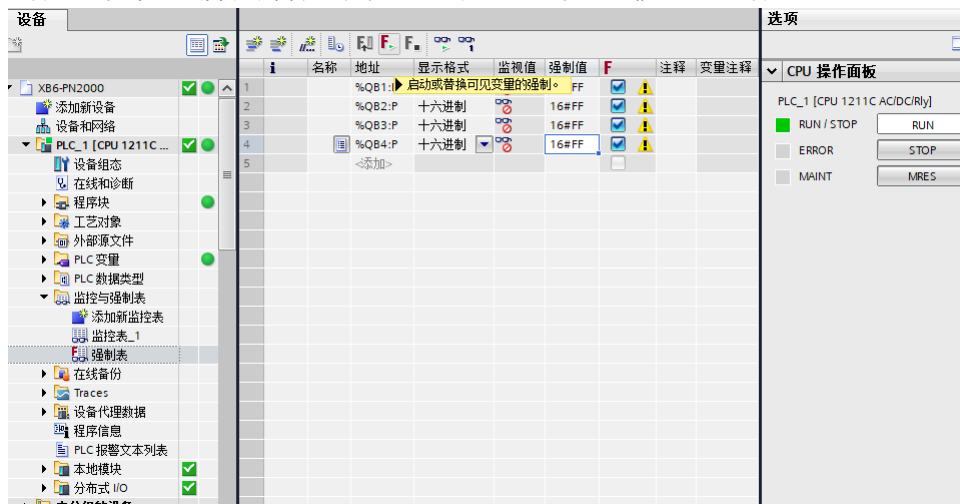 设备
选项
i 名称 地址 显示格式 监视值 强制值 F 注释 变量注释
CPU 操作面板
XB6-PN2000
添加新设备
设备和网络
PLC_1 [CPU 1211C ...
设备组态
在线和诊断
程序块
工艺对象
外部源文件
PLC 变量
PLC 数据类型
监控与强制表
添加新监控表
监控表_1
强制表
在线备份
Traces
设备代理数据
程序信息
PLC 报警文本列表
本地模块
分布式 I/O
1 %QB1: 启动或替换可见变量的强制。 FF
2 %QB2:P 十六进制 16#FF
3 %QB3:P 十六进制 16#FF
4 %QB4:P 十六进制 16#FF
5 <添加>
PLC_1 [CPU 1211C AC/DC/Rly]
RUN / STOP RUN
ERROR STOP
MAINT MRES